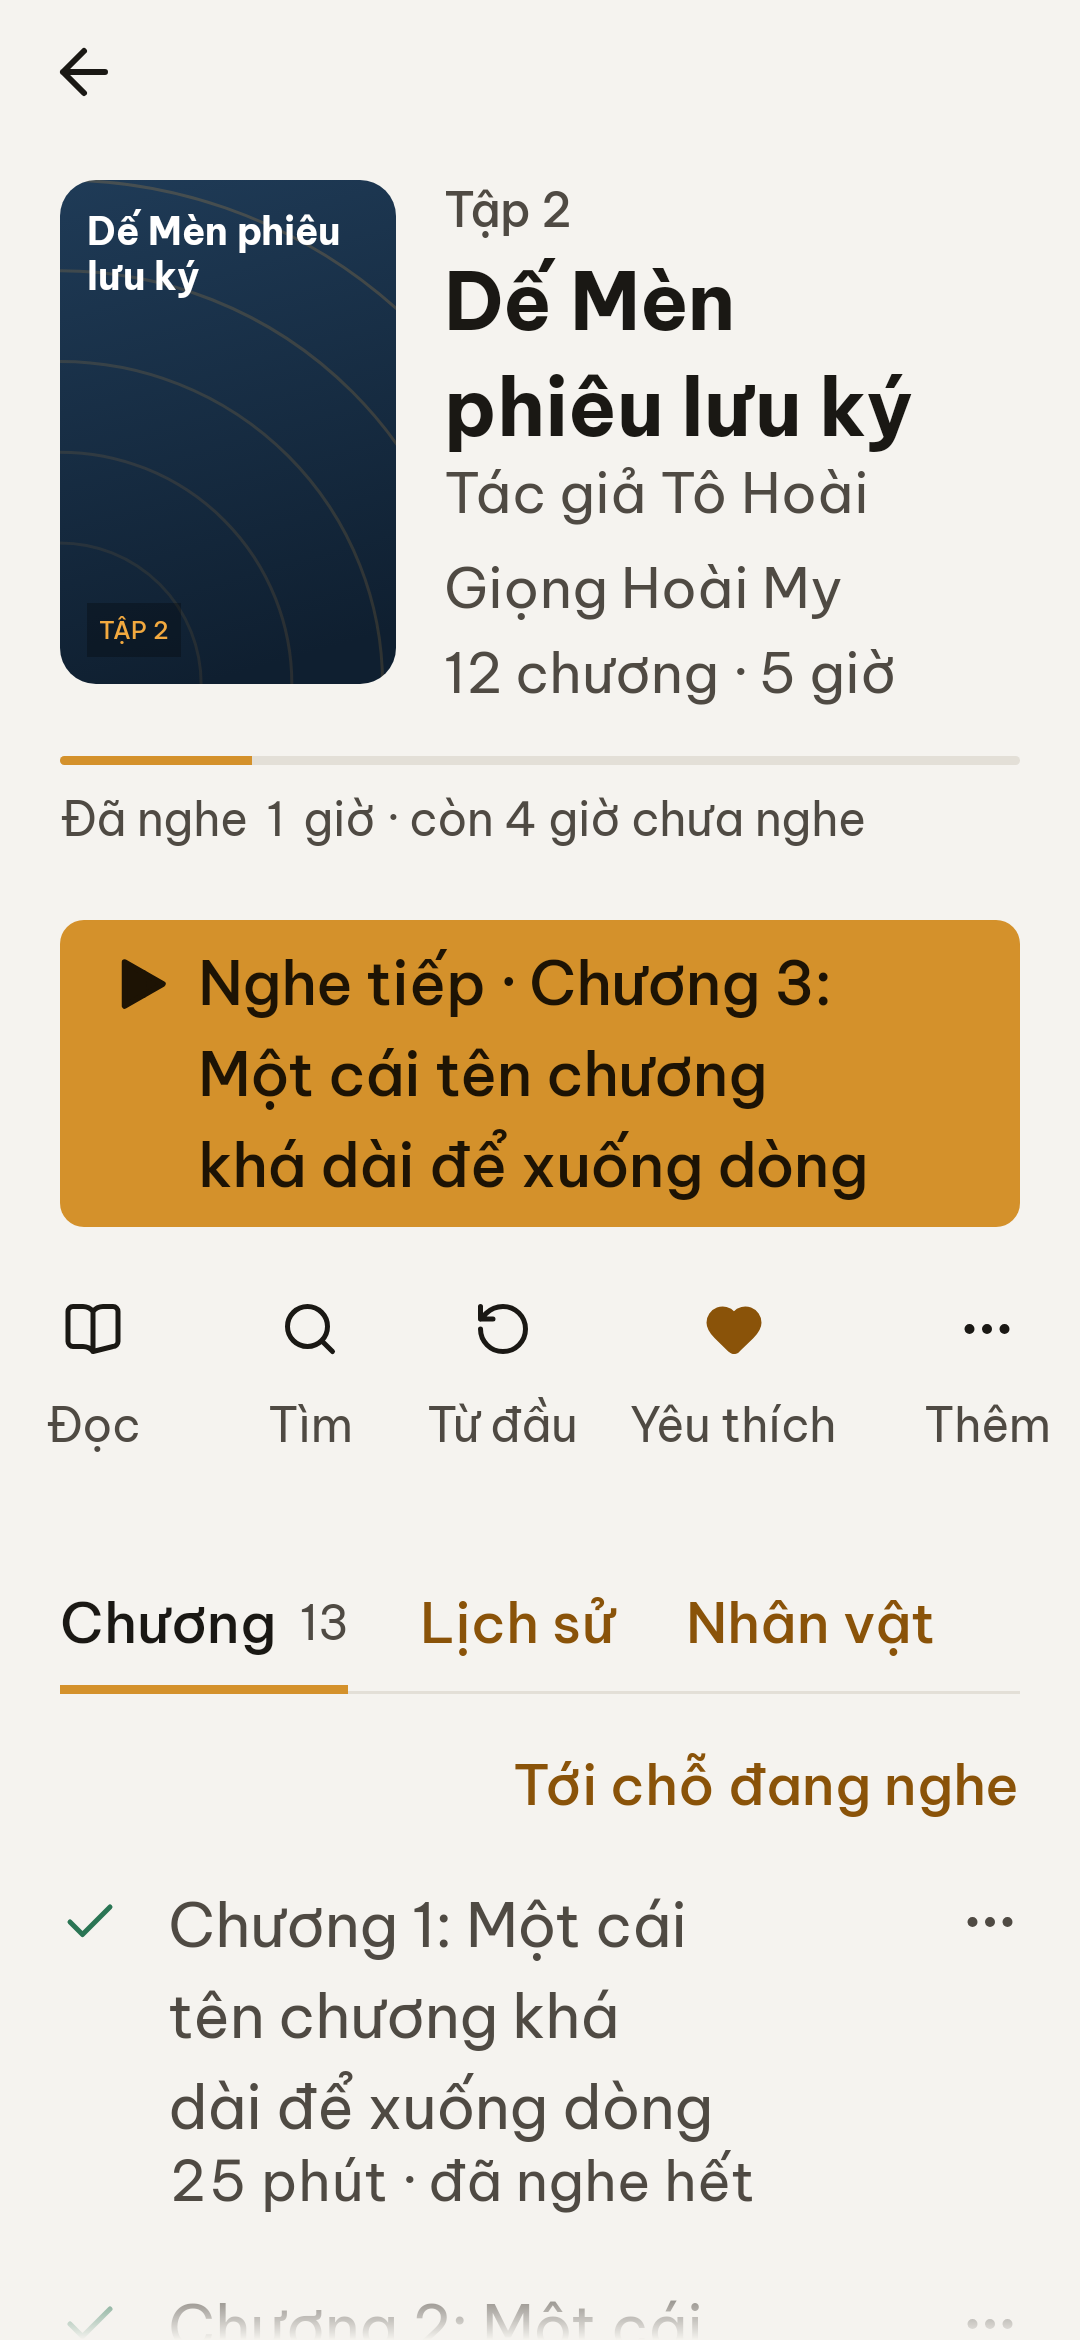 Dế Mèn phiêu
lưu ký
TẬP 2
Tập 2
Dế Mèn
phiêu lưu ký
Tác giả Tô Hoài
Giọng Hoài My
12 chương · 5 giờ
Đã nghe 1 giờ · còn 4 giờ chưa nghe
Nghe tiếp · Chương 3:
Một cái tên chương
khá dài để xuống dòng
Đọc
Tìm
Từ đầu
Yêu thích
Thêm
Chương 13
Lịch sử
Nhân vật
Tới chỗ đang nghe
Chương 1: Một cái
tên chương khá
dài để xuống dòng
25 phút · đã nghe hết
Chương 2: Một cái